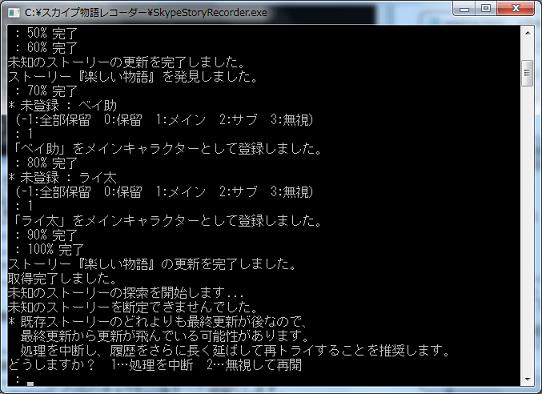 C:¥スカイプ物語レコーダー¥SkypeStoryRecorder.exe
: 50% 完了
: 60% 完了
未知のストーリーの更新を完了しました。
ストーリー『楽しい物語』を発見しました。
: 70% 完了
* 未登録 : ベイ助
(-1:全部保留 0:保留 1:メイン 2:サブ 3:無視)
: 1
「ベイ助」をメインキャラクターとして登録しました。
: 80% 完了
* 未登録 : ライ太
(-1:全部保留 0:保留 1:メイン 2:サブ 3:無視)
: 1
「ライ太」をメインキャラクターとして登録しました。
: 90% 完了
: 100% 完了
ストーリー『楽しい物語』の更新を完了しました。
取得完了しました。
未知のストーリーの探索を開始します...
未知のストーリーを断定できませんでした。
* 既存ストーリーのどれよりも最終更新が後なので、
最終更新から更新が飛んでいる可能性があります。
処理を中断し、履歴をさらに長く延ばして再トライすることを推奨します。
どうしますか？ 1…処理を中断 2…無視して再開
: